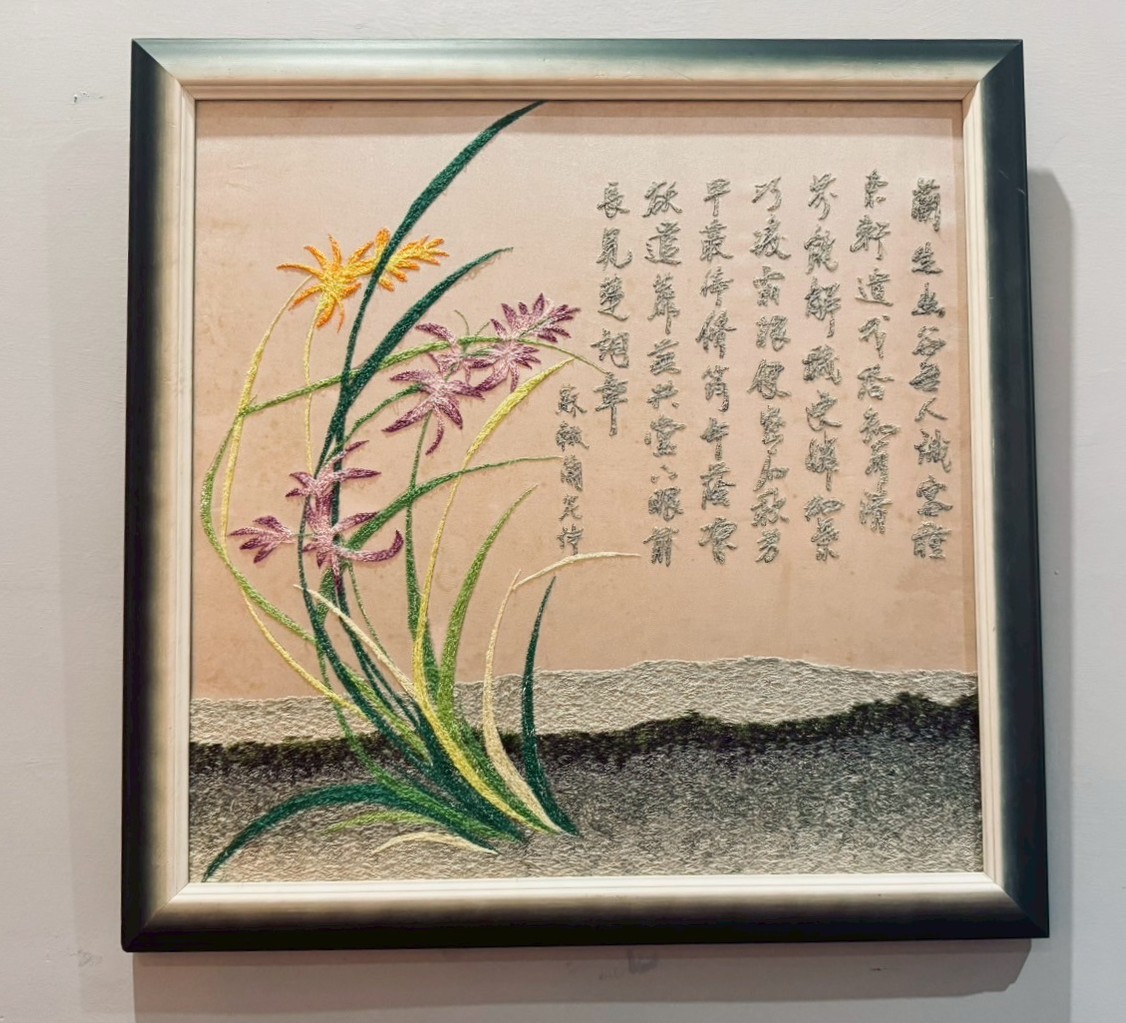 蘭生幽谷無人識客種
東軒遺我香知有清
芬能解穢更憐細葉
巧凌霜根便密石秋芳
早叢倚修筠午蔭涼
欲遣蘼蕪共堂下眼前
長見楚詞章
蘇轍蘭花詩